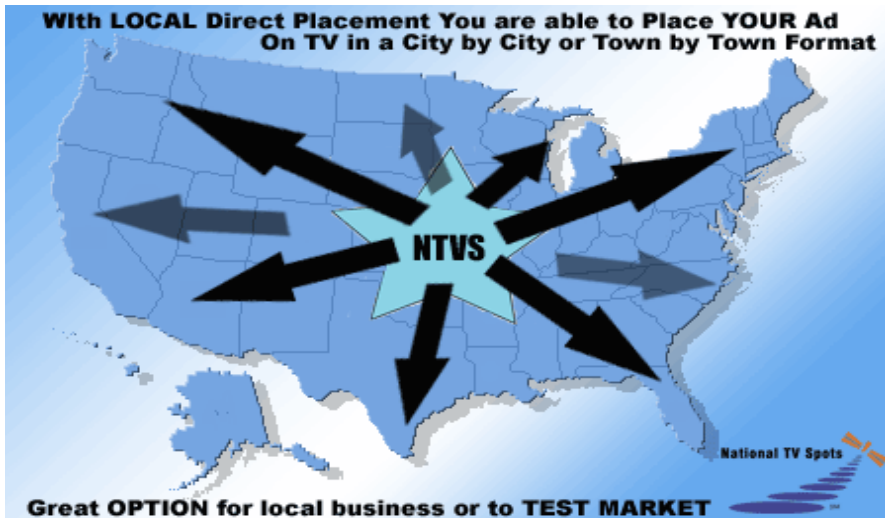 WIth LOCAL Direct Placement You are able to Place YOUR Ad
On TV in a City by City or Town by Town Format
NTVS
National TV Spots
SM
Great OPTION for local business or to TEST MARKET